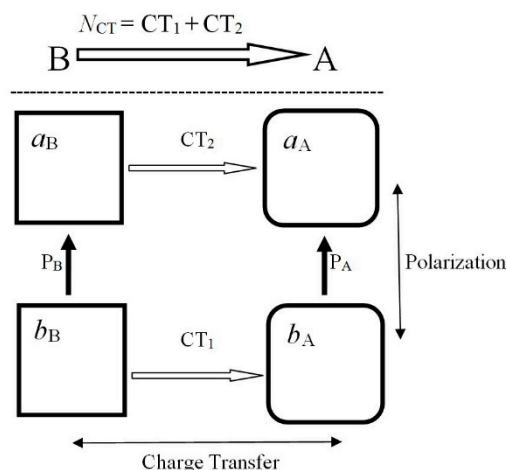 N_CT = CT₁ + CT₂
B A
a_B CT₂ a_A
P_B P_A Polarization
b_B CT₁ b_A
Charge Transfer